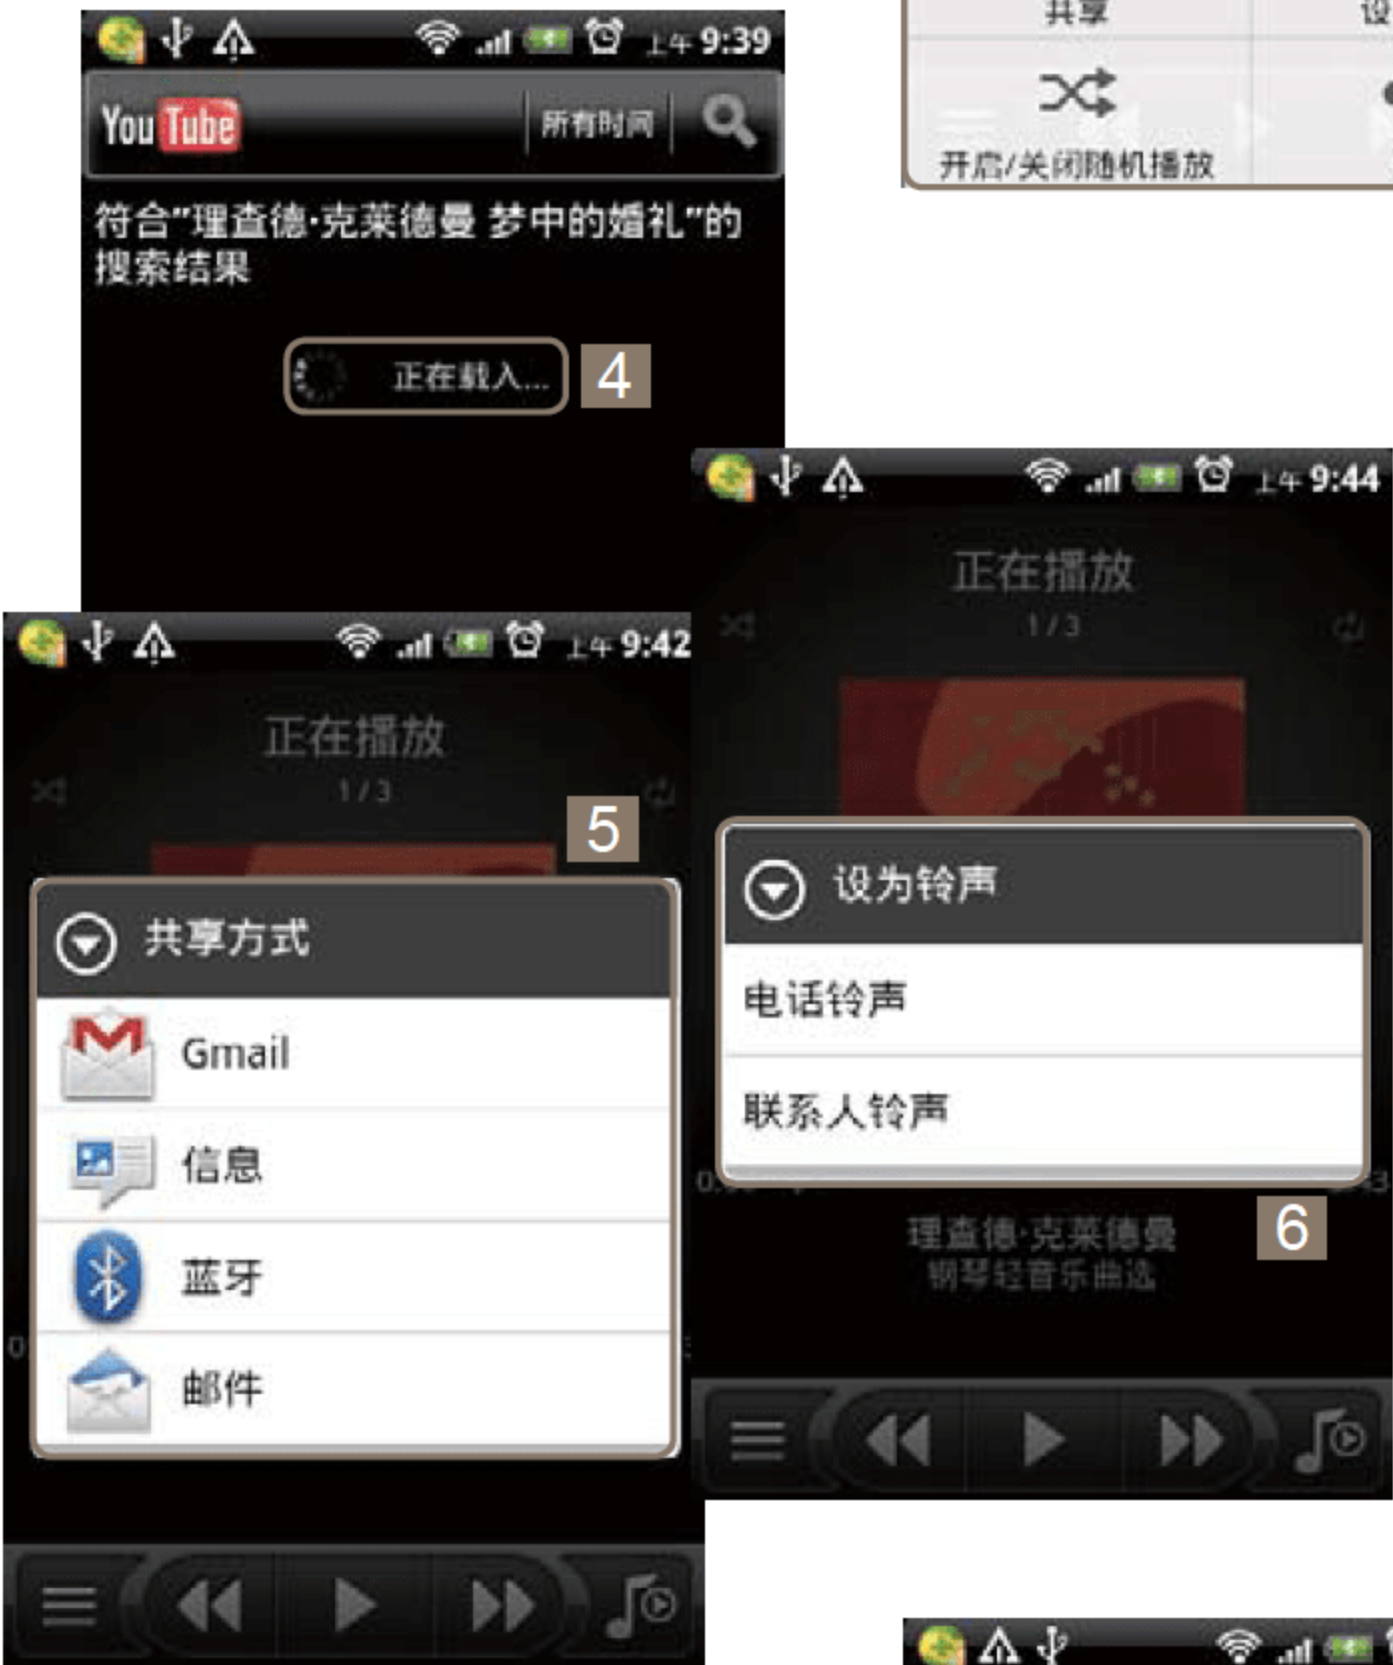 共享
开启/关闭随机播放
上午 9:39
YouTube
所有时间
符合"理查德·克莱德曼 梦中的婚礼"的
搜索结果
正在载入...
4
上午 9:44
正在播放
1/3
设为铃声
电话铃声
联系人铃声
6
理查德·克莱德曼
钢琴轻音乐曲选
上午 9:42
正在播放
1/3
5
共享方式
Gmail
信息
蓝牙
邮件